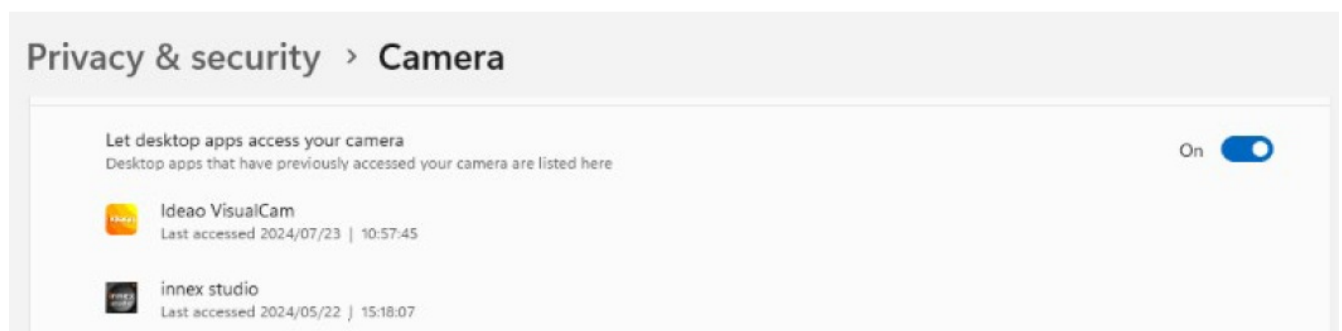 Privacy & security > Camera
Let desktop apps access your camera
On
Desktop apps that have previously accessed your camera are listed here
Ideao VisualCam
Last accessed 2024/07/23 | 10:57:45
innex studio
Last accessed 2024/05/22 | 15:18:07